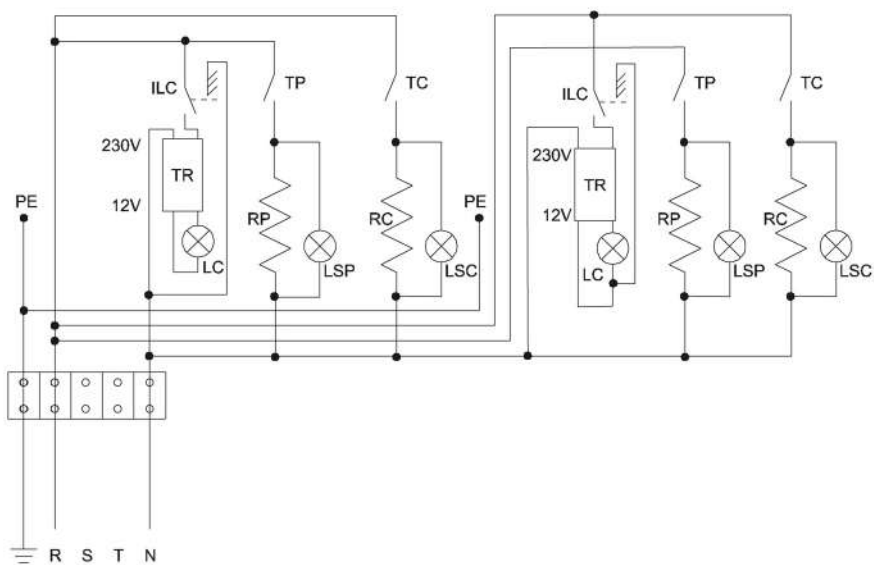 ILC TP TC ILC TP TC
230V 230V
TR TR
12V 12V
PE RP RC PE RP RC
LC LSP LSC LC LSP LSC
R S T N